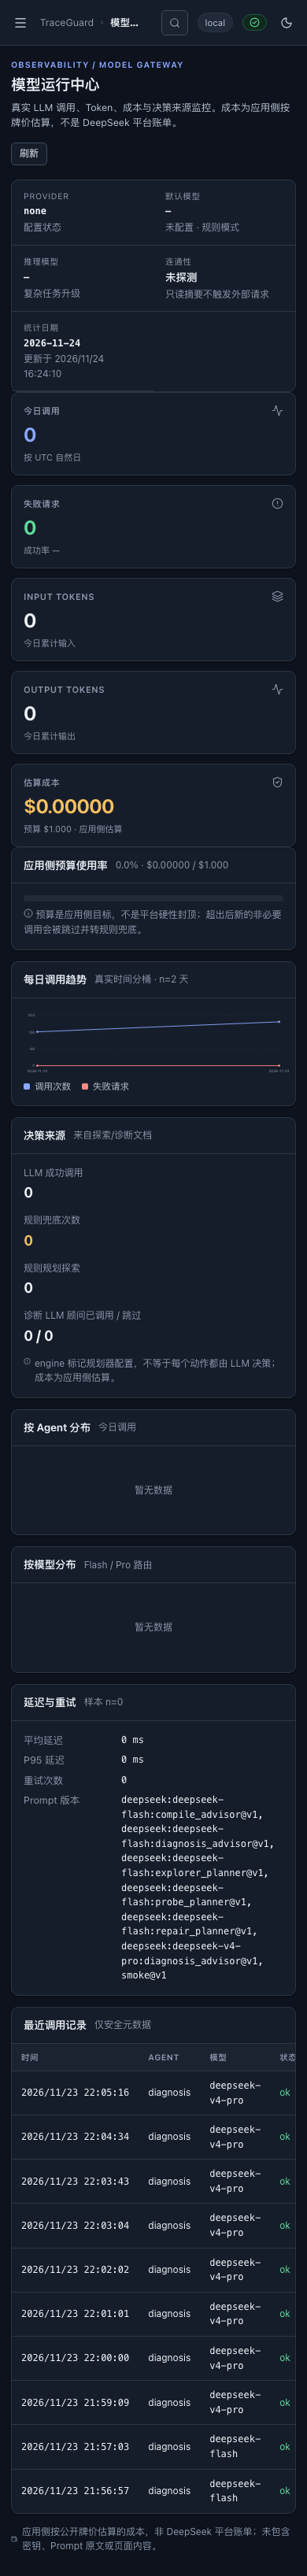 TraceGuard
模型...
local
OBSERVABILITY / MODEL GATEWAY
模型运行中心
真实 LLM 调用、Token、成本与决策来源监控。成本为应用侧按
牌价估算，不是 DeepSeek 平台账单。
刷新
PROVIDER
none
配置状态
默认模型
—
未配置 · 规则模式
推理模型
—
复杂任务升级
连通性
未探测
只读摘要不触发外部请求
统计日期
2026-11-24
更新于 2026/11/24
16:24:10
今日调用
0
按 UTC 自然日
失败请求
0
成功率 —
INPUT TOKENS
0
今日累计输入
OUTPUT TOKENS
0
今日累计输出
估算成本
$0.00000
预算 $1.000 · 应用侧估算
应用侧预算使用率 0.0% · $0.00000 / $1.000
预算是应用侧目标，不是平台硬性封顶；超出后新的非必要
调用会被跳过并转规则兜底。
每日调用趋势 真实时间分桶 · n=2 天
调用次数 失败请求
决策来源 来自探索/诊断文档
LLM 成功调用
0
规则兜底次数
0
规则规划探索
0
诊断 LLM 顾问已调用 / 跳过
0 / 0
engine 标记规划器配置，不等于每个动作都由 LLM 决策；
成本为应用侧估算。
按 Agent 分布 今日调用
暂无数据
按模型分布 Flash / Pro 路由
暂无数据
延迟与重试 样本 n=0
平均延迟 0 ms
P95 延迟 0 ms
重试次数 0
Prompt 版本 deepseek:deepseek-
flash:compile_advisor@v1,
deepseek:deepseek-
flash:diagnosis_advisor@v1,
deepseek:deepseek-
flash:explorer_planner@v1,
deepseek:deepseek-
flash:probe_planner@v1,
deepseek:deepseek-
flash:repair_planner@v1,
deepseek:deepseek-v4-
pro:diagnosis_advisor@v1,
smoke@v1
最近调用记录 仅安全元数据
时间 AGENT 模型 状态
2026/11/23 22:05:16 diagnosis deepseek-v4-pro ok
2026/11/23 22:04:34 diagnosis deepseek-v4-pro ok
2026/11/23 22:03:43 diagnosis deepseek-v4-pro ok
2026/11/23 22:03:04 diagnosis deepseek-v4-pro ok
2026/11/23 22:02:02 diagnosis deepseek-v4-pro ok
2026/11/23 22:01:01 diagnosis deepseek-v4-pro ok
2026/11/23 22:00:00 diagnosis deepseek-v4-pro ok
2026/11/23 21:59:09 diagnosis deepseek-v4-pro ok
2026/11/23 21:57:03 diagnosis deepseek-flash ok
2026/11/23 21:56:57 diagnosis deepseek-flash ok
应用侧按公开牌价估算的成本，非 DeepSeek 平台账单；未包含
密钥、Prompt 原文或页面内容。